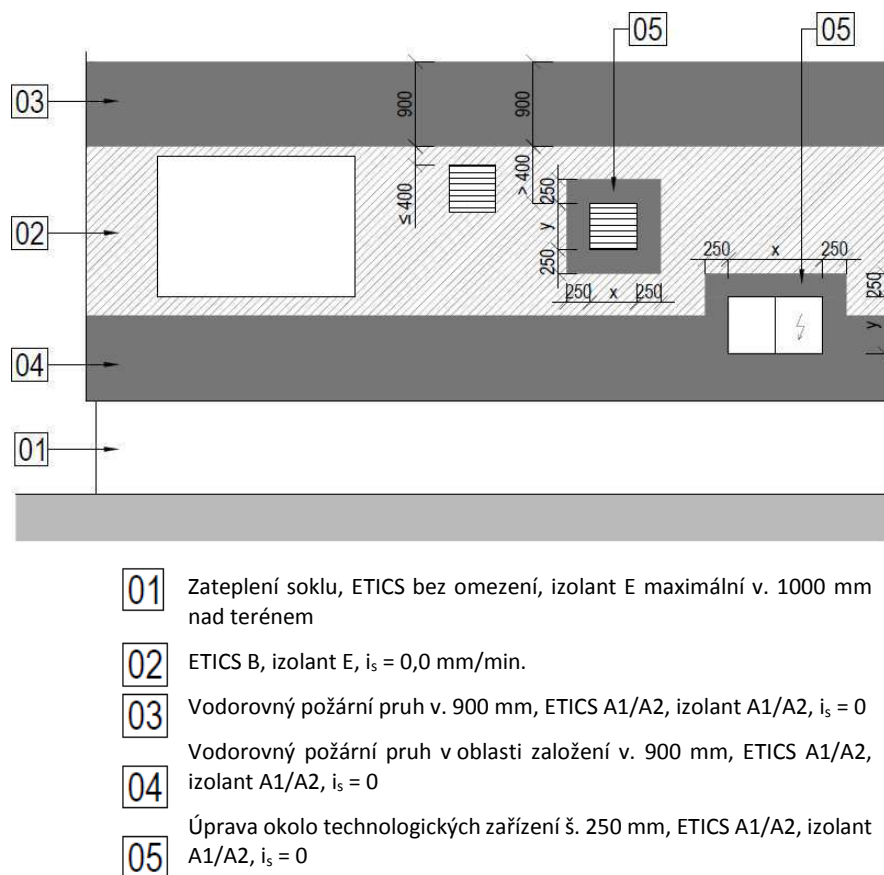 05
05
03
900
900
≤ 400
> 400
250
y
250
250
x
250
02
250
x
250
250
y
04
01
01 Zateplení soklu, ETICS bez omezení, izolant E maximální v. 1000 mm
nad terénem
02 ETICS B, izolant E, is = 0,0 mm/min.
03 Vodorovný požární pruh v. 900 mm, ETICS A1/A2, izolant A1/A2, is = 0
Vodorovný požární pruh v oblasti založení v. 900 mm, ETICS A1/A2,
04 izolant A1/A2, is = 0
Úprava okolo technologických zařízení š. 250 mm, ETICS A1/A2, izolant
05 A1/A2, is = 0